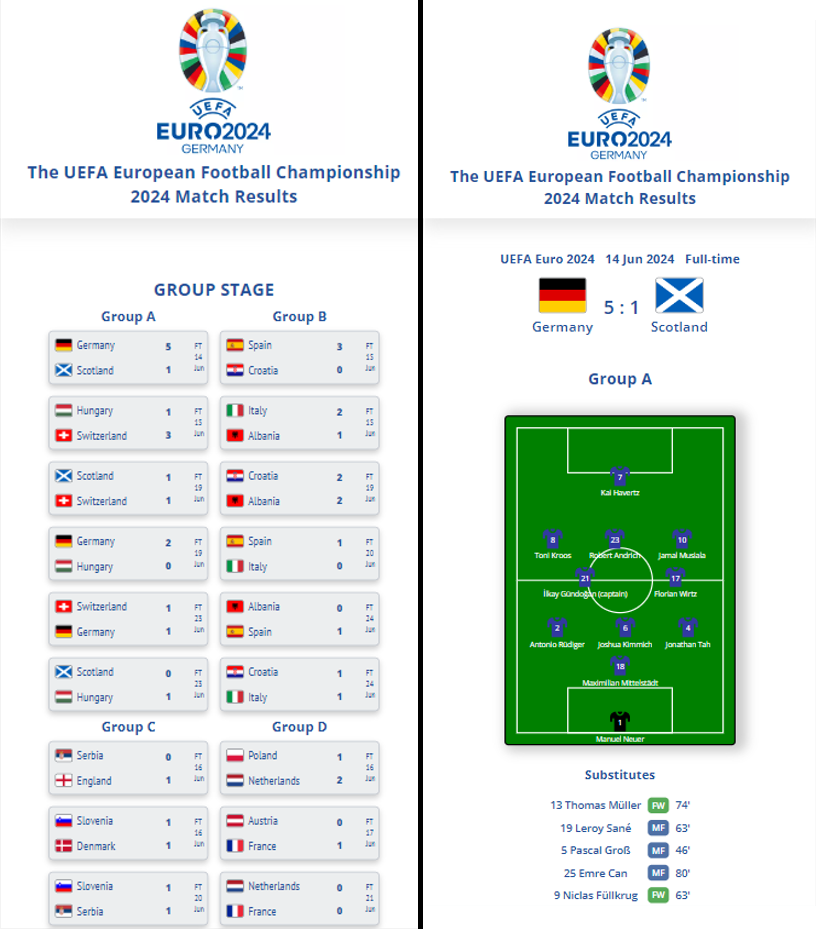 UEFA
EURO2024
GERMANY
The UEFA European Football Championship
2024 Match Results
GROUP STAGE
Group A
Germany 5 FT
14
Scotland 1 Jun
Hungary 1 FT
15
Switzerland 3 Jun
Scotland 1 FT
19
Switzerland 1 Jun
Germany 2 FT
19
Hungary 0 Jun
Switzerland 1 FT
23
Germany 1 Jun
Scotland 0 FT
23
Hungary 1 Jun
Group B
Spain 3 FT
15
Croatia 0 Jun
Italy 2 FT
15
Albania 1 Jun
Croatia 2 FT
19
Albania 2 Jun
Spain 1 FT
20
Italy 0 Jun
Albania 0 FT
24
Spain 1 Jun
Croatia 1 FT
24
Italy 1 Jun
Group C
Serbia 0 FT
16
England 1 Jun
Slovenia 1 FT
16
Denmark 1 Jun
Slovenia 1 FT
20
Serbia 1 Jun
Group D
Poland 1 FT
16
Netherlands 2 Jun
Austria 0 FT
17
France 1 Jun
Netherlands 0 FT
21
France 0 Jun
UEFA
EURO2024
GERMANY
The UEFA European Football Championship
2024 Match Results
UEFA Euro 2024 14 Jun 2024 Full-time
5 : 1
Germany Scotland
Group A
7
Kai Havertz
8 23 10
Toni Kroos Robert Andrich Jamal Musiala
21 17
İlkay Gündoğan (captain) Florian Wirtz
2 6 4
Antonio Rüdiger Joshua Kimmich Jonathan Tah
18
Maximilian Mittelstädt
1
Manuel Neuer
Substitutes
13 Thomas Müller FW 74'
19 Leroy Sané MF 63'
5 Pascal Groß MF 46'
25 Emre Can MF 80'
9 Niclas Füllkrug FW 63'